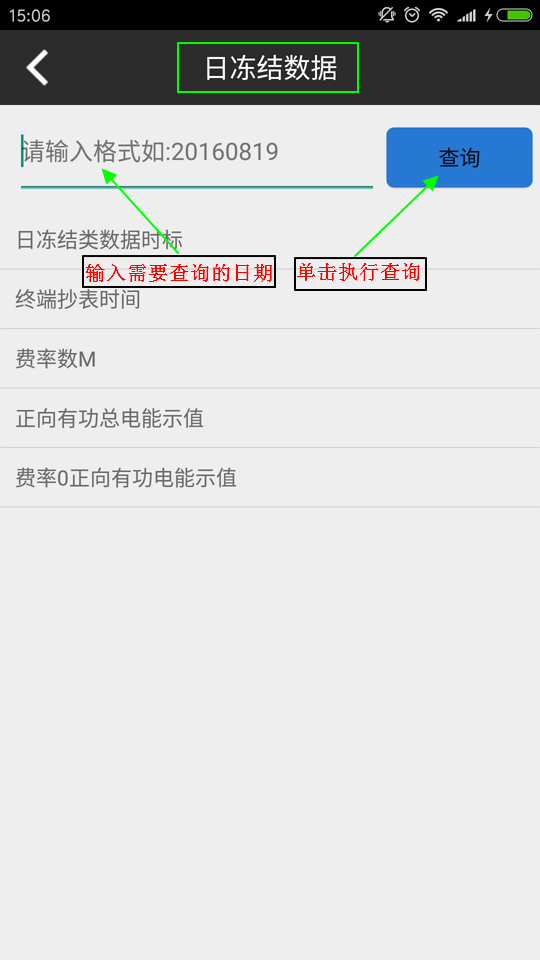 15:06
日冻结数据
请输入格式如:20160819
查询
日冻结类数据时标
输入需要查询的日期
单击执行查询
终端抄表时间
费率数M
正向有功总电能示值
费率0正向有功电能示值